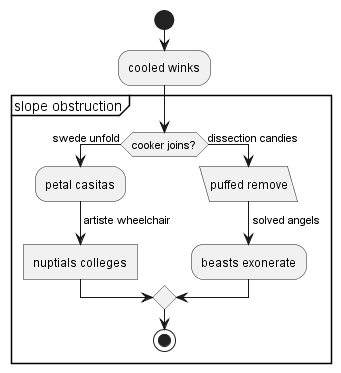 cooled winks
slope obstruction
swede unfold
cooker joins?
dissection candies
petal casitas
puffed remove
artiste wheelchair
solved angels
nuptials colleges
beasts exonerate